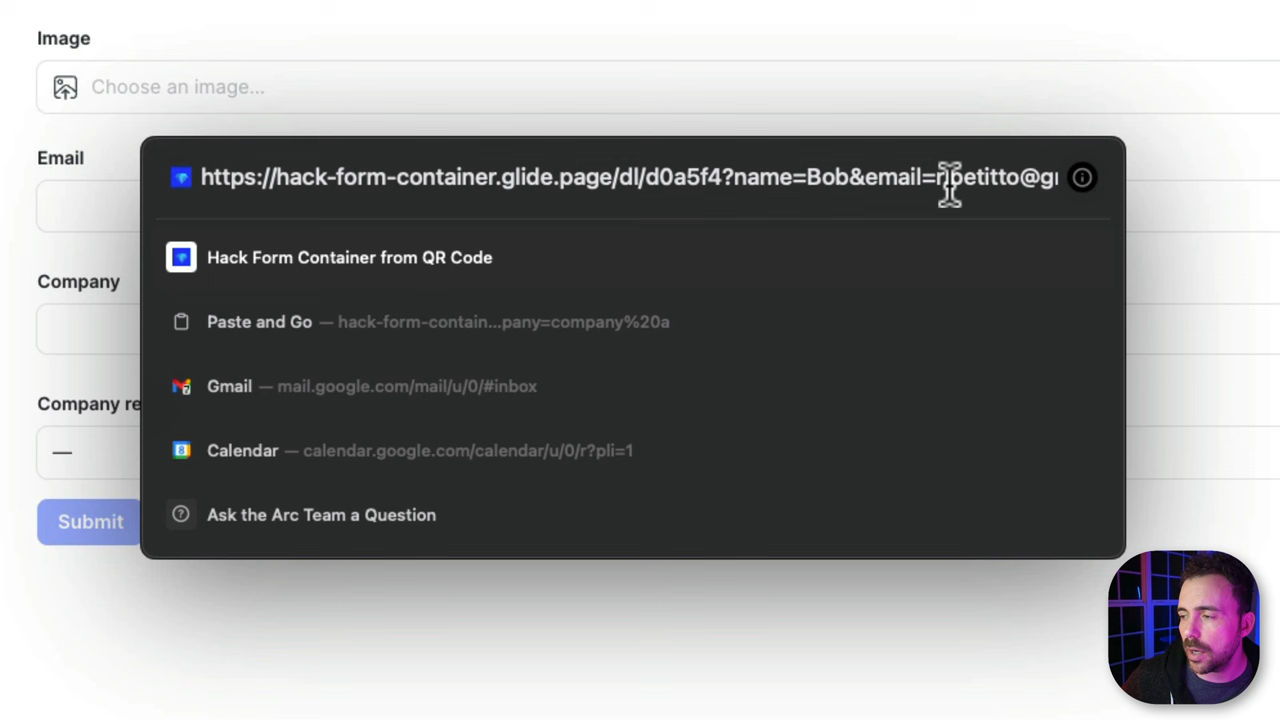 Image
Choose an image...
Email
https://hack-form-container.glide.page/dl/d0a5f4?name=Bob&email=
Hack Form Container from QR Code
Company
Paste and Go — hack-form-contain...pany=company%20a
Gmail — mail.google.com/mail/u/0/#inbox
Company re
—
Calendar — calendar.google.com/calendar/u/0/r?pli=1
Submit
Ask the Arc Team a Question